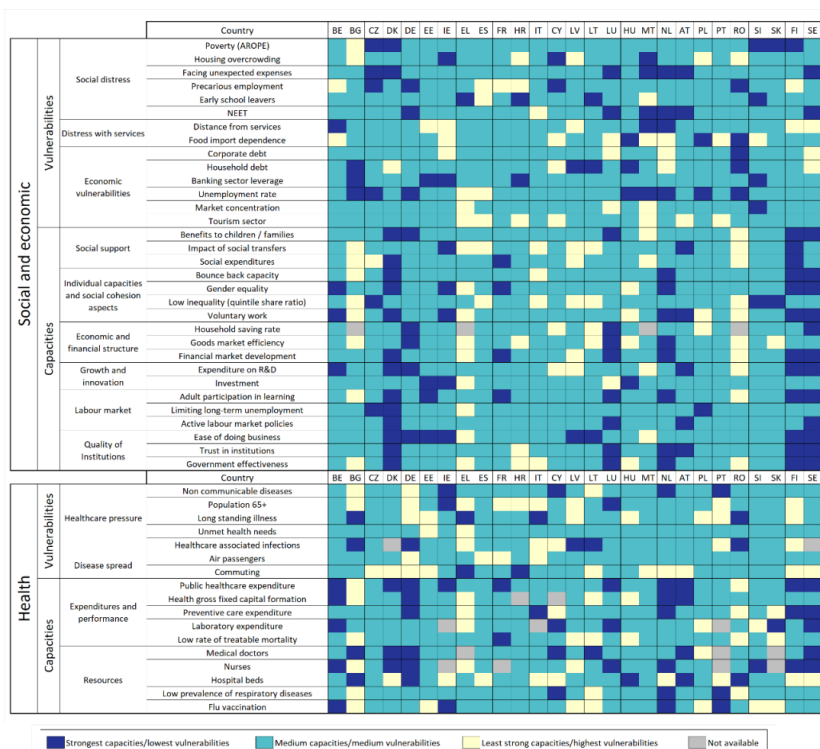 Country BE BG CZ DK DE EE IE EL ES FR HR IT CY LV LT LU HU MT NL AT PL PT RO SI SK FI SE
Social and economic
Vulnerabilities
Social distress
Poverty (AROPE)
Housing overcrowding
Facing unexpected expenses
Precarious employment
Early school leavers
NEET
Distress with services
Distance from services
Food import dependence
Economic
vulnerabilities
Corporate debt
Household debt
Banking sector leverage
Unemployment rate
Market concentration
Tourism sector
Capacities
Social support
Benefits to children / families
Impact of social transfers
Social expenditures
Individual capacities
and social cohesion
aspects
Bounce back capacity
Gender equality
Low inequality (quintile share ratio)
Voluntary work
Economic and
financial structure
Household saving rate
Goods market efficiency
Financial market development
Growth and
innovation
Expenditure on R&D
Investment
Labour market
Adult participation in learning
Limiting long-term unemployment
Active labour market policies
Quality of
Institutions
Ease of doing business
Trust in institutions
Government effectiveness
Country BE BG CZ DK DE EE IE EL ES FR HR IT CY LV LT LU HU MT NL AT PL PT RO SI SK FI SE
Health
Vulnerabilities
Healthcare pressure
Non communicable diseases
Population 65+
Long standing illness
Unmet health needs
Disease spread
Healthcare associated infections
Air passengers
Commuting
Capacities
Expenditures and
performance
Public healthcare expenditure
Health gross fixed capital formation
Preventive care expenditure
Laboratory expenditure
Low rate of treatable mortality
Resources
Medical doctors
Nurses
Hospital beds
Low prevalence of respiratory diseases
Flu vaccination
Strongest capacities/lowest vulnerabilities
Medium capacities/medium vulnerabilities
Least strong capacities/highest vulnerabilities
Not available